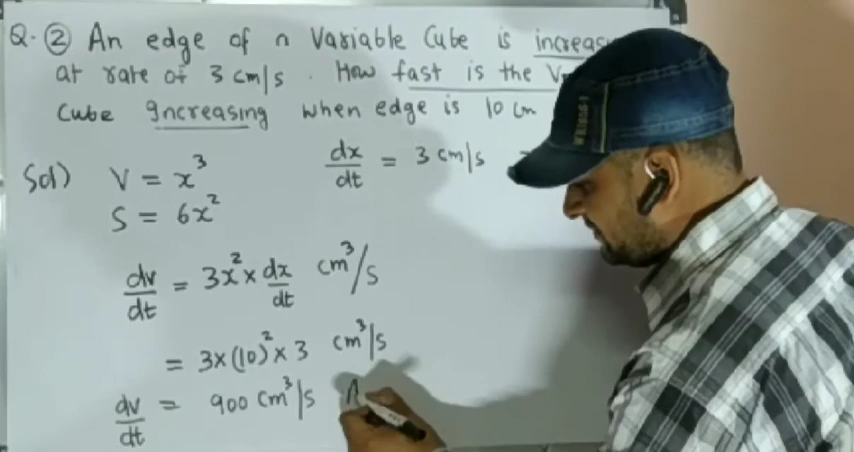 Q. ② An edge of a Variable Cube is
at rate of 3 cm/s. How fast is the
Cube Increasing when edge is 10 cm
Sol) V = x³
dx/dt = 3 cm/s
S = 6x²
dv/dt = 3x² × dx/dt cm³/s
= 3×(10)² × 3 cm³/s
dv/dt = 900 cm³/s A